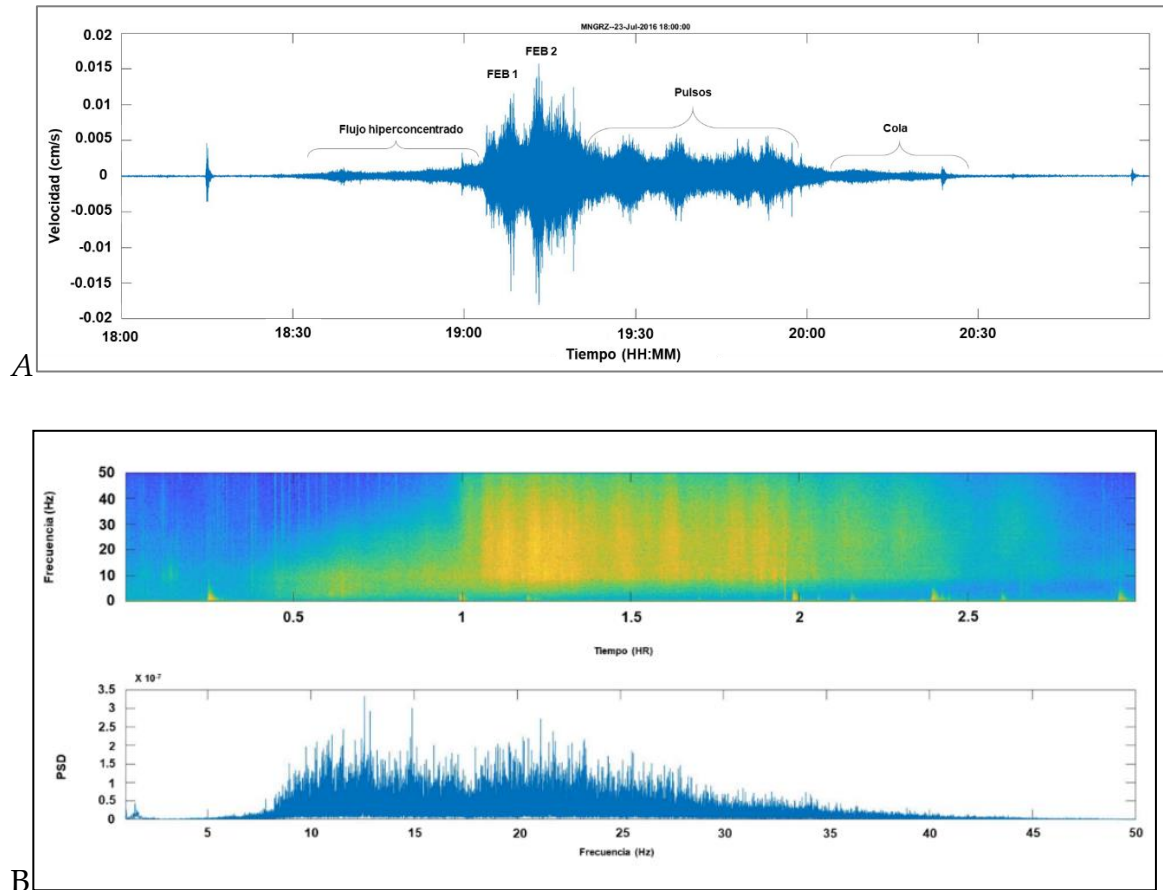 MNGRZ--23-Jul-2016 18:00:00
0.02
0.015
0.01
0.005
0
-0.005
-0.01
-0.015
-0.02
Velocidad (cm/s)
FEB 1
FEB 2
Flujo hiperconcentrado
Pulsos
Cola
18:00
18:30
19:00
19:30
20:00
20:30
Tiempo (HH:MM)
A
50
40
30
20
10
0
Frecuencia (Hz)
0.5
1
1.5
2
2.5
Tiempo (HR)
X 10⁻⁷
3.5
3
2.5
2
1.5
1
0.5
0
PSD
5
10
15
20
25
30
35
40
45
50
Frecuencia (Hz)
B